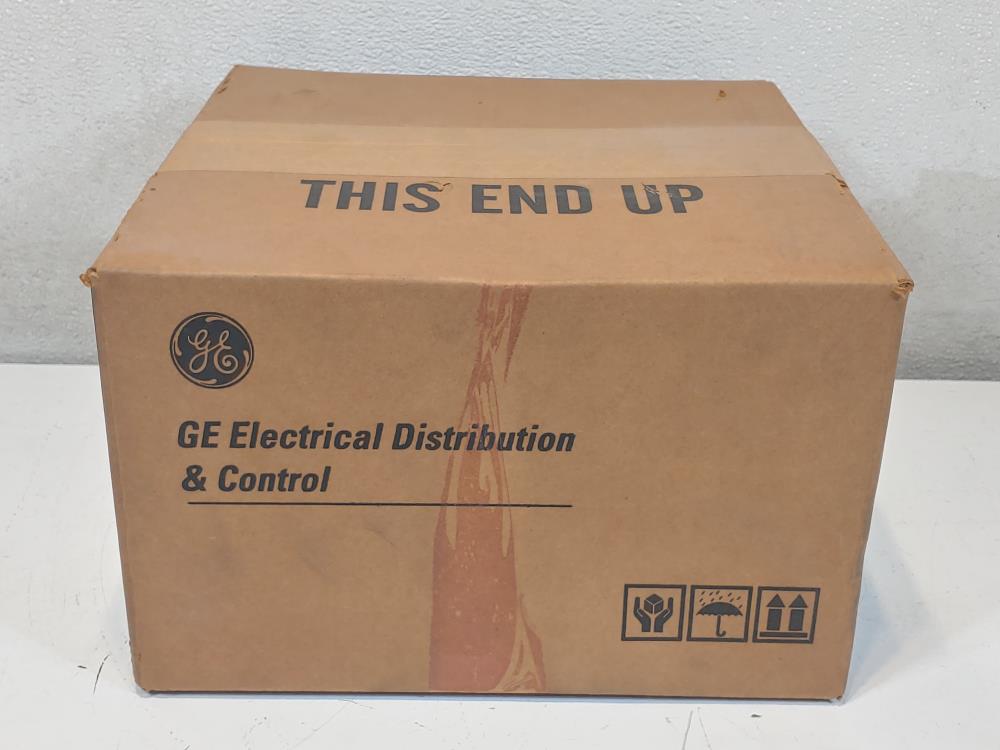 THIS END UP
GE
GE Electrical Distribution
& Control